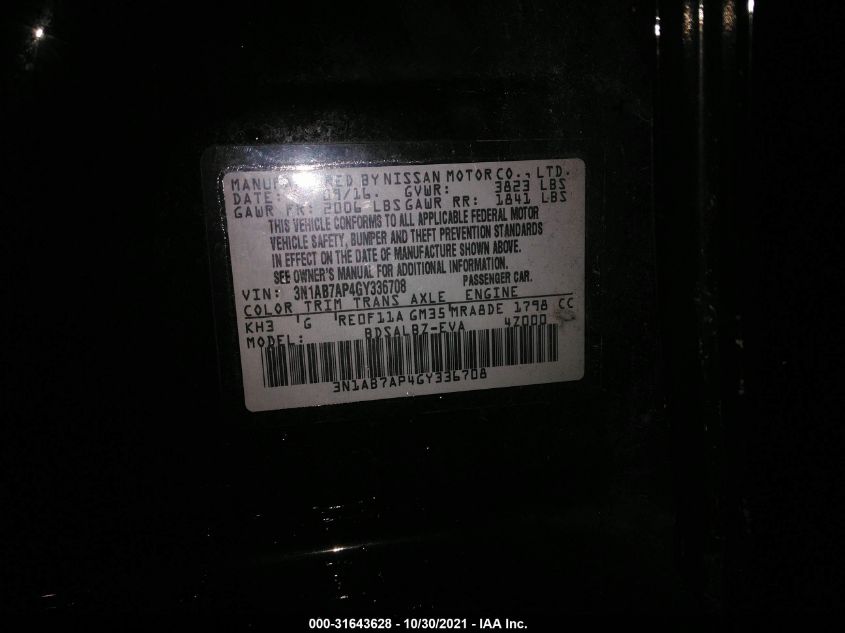 MANUFACTURED BY NISSAN MOTOR CO., LTD.
DATE: 04/16. GVWR: 3823 LBS
GAWR FR: 2006 LBS GAWR RR: 1841 LBS
THIS VEHICLE CONFORMS TO ALL APPLICABLE FEDERAL MOTOR
VEHICLE SAFETY, BUMPER AND THEFT PREVENTION STANDARDS
IN EFFECT ON THE DATE OF MANUFACTURE SHOWN ABOVE.
SEE OWNER'S MANUAL FOR ADDITIONAL INFORMATION.
VIN: 3N1AB7AP4GY336708 PASSENGER CAR.
COLOR TRIM TRANS AXLE ENGINE
KH3 G RE0F11A GM35 MRA8DE 1798 CC
MODEL: BDSALBZ-EVA 4Z000
3N1AB7AP4GY336708
000-31643628 - 10/30/2021 - IAA Inc.